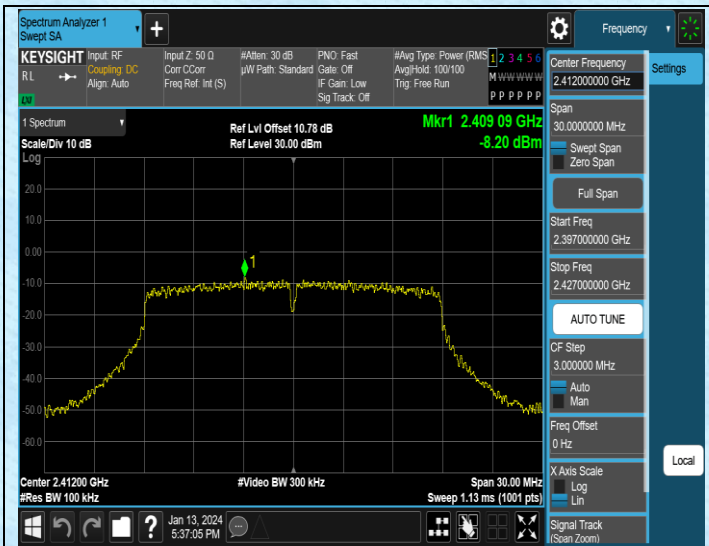 Spectrum Analyzer 1
Swept SA
Frequency
KEYSIGHT
RL
Input: RF
Coupling: DC
Align: Auto
Input Z: 50 Ω
Corr CCorr
Freq Ref: Int (S)
#Atten: 30 dB
µW Path: Standard
PNO: Fast
Gate: Off
IF Gain: Low
Sig Track: Off
#Avg Type: Power (RMS
Avg|Hold: 100/100
Trig: Free Run
1 2 3 4 5 6
M W W W W W
P P P P P P
1 Spectrum
Scale/Div 10 dB
Ref Lvl Offset 10.78 dB
Ref Level 30.00 dBm
Mkr1 2.409 09 GHz
-8.20 dBm
Log
20.0
10.0
0.00
-10.0
-20.0
-30.0
-40.0
-50.0
-60.0
1
Center 2.41200 GHz
#Res BW 100 kHz
#Video BW 300 kHz
Span 30.00 MHz
Sweep 1.13 ms (1001 pts)
Center Frequency
2.412000000 GHz
Settings
Span
30.0000000 MHz
Swept Span
Zero Span
Full Span
Start Freq
2.397000000 GHz
Stop Freq
2.427000000 GHz
AUTO TUNE
CF Step
3.000000 MHz
Auto
Man
Freq Offset
0 Hz
X Axis Scale
Log
Lin
Local
Signal Track
(Span Zoom)
?
Jan 13, 2024
5:37:05 PM